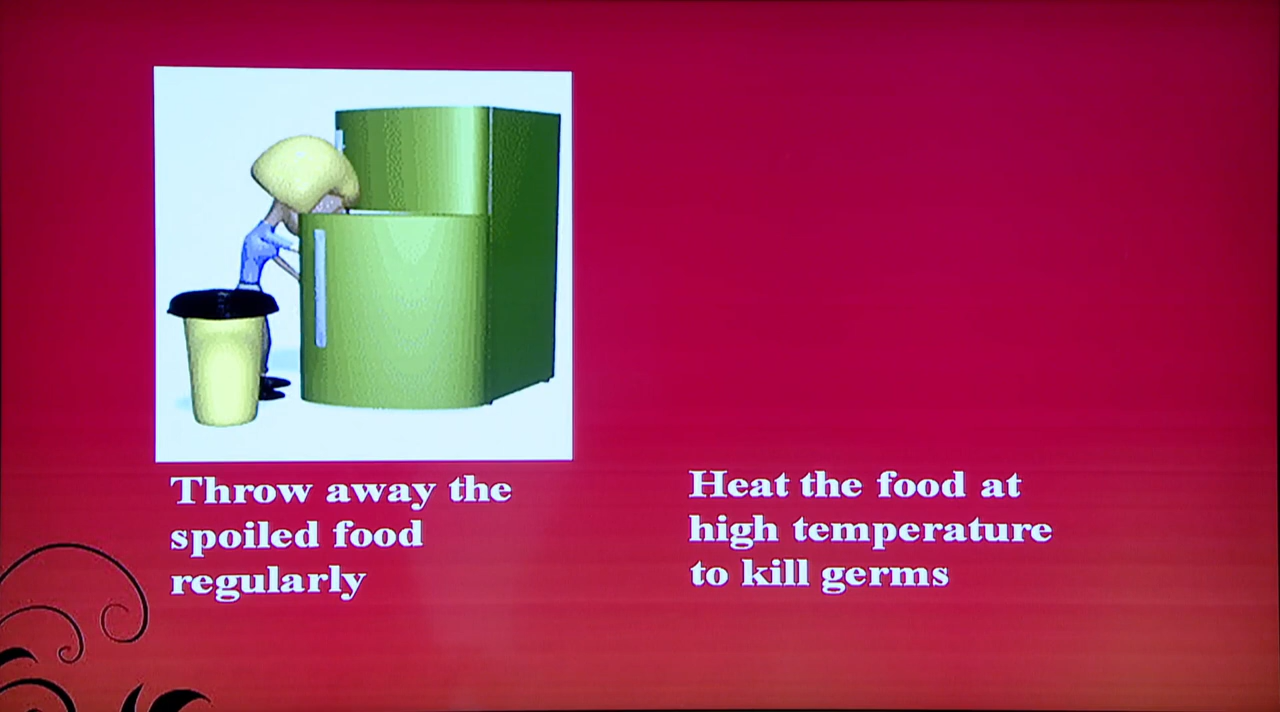 Throw away the
spoiled food
regularly
Heat the food at
high temperature
to kill germs